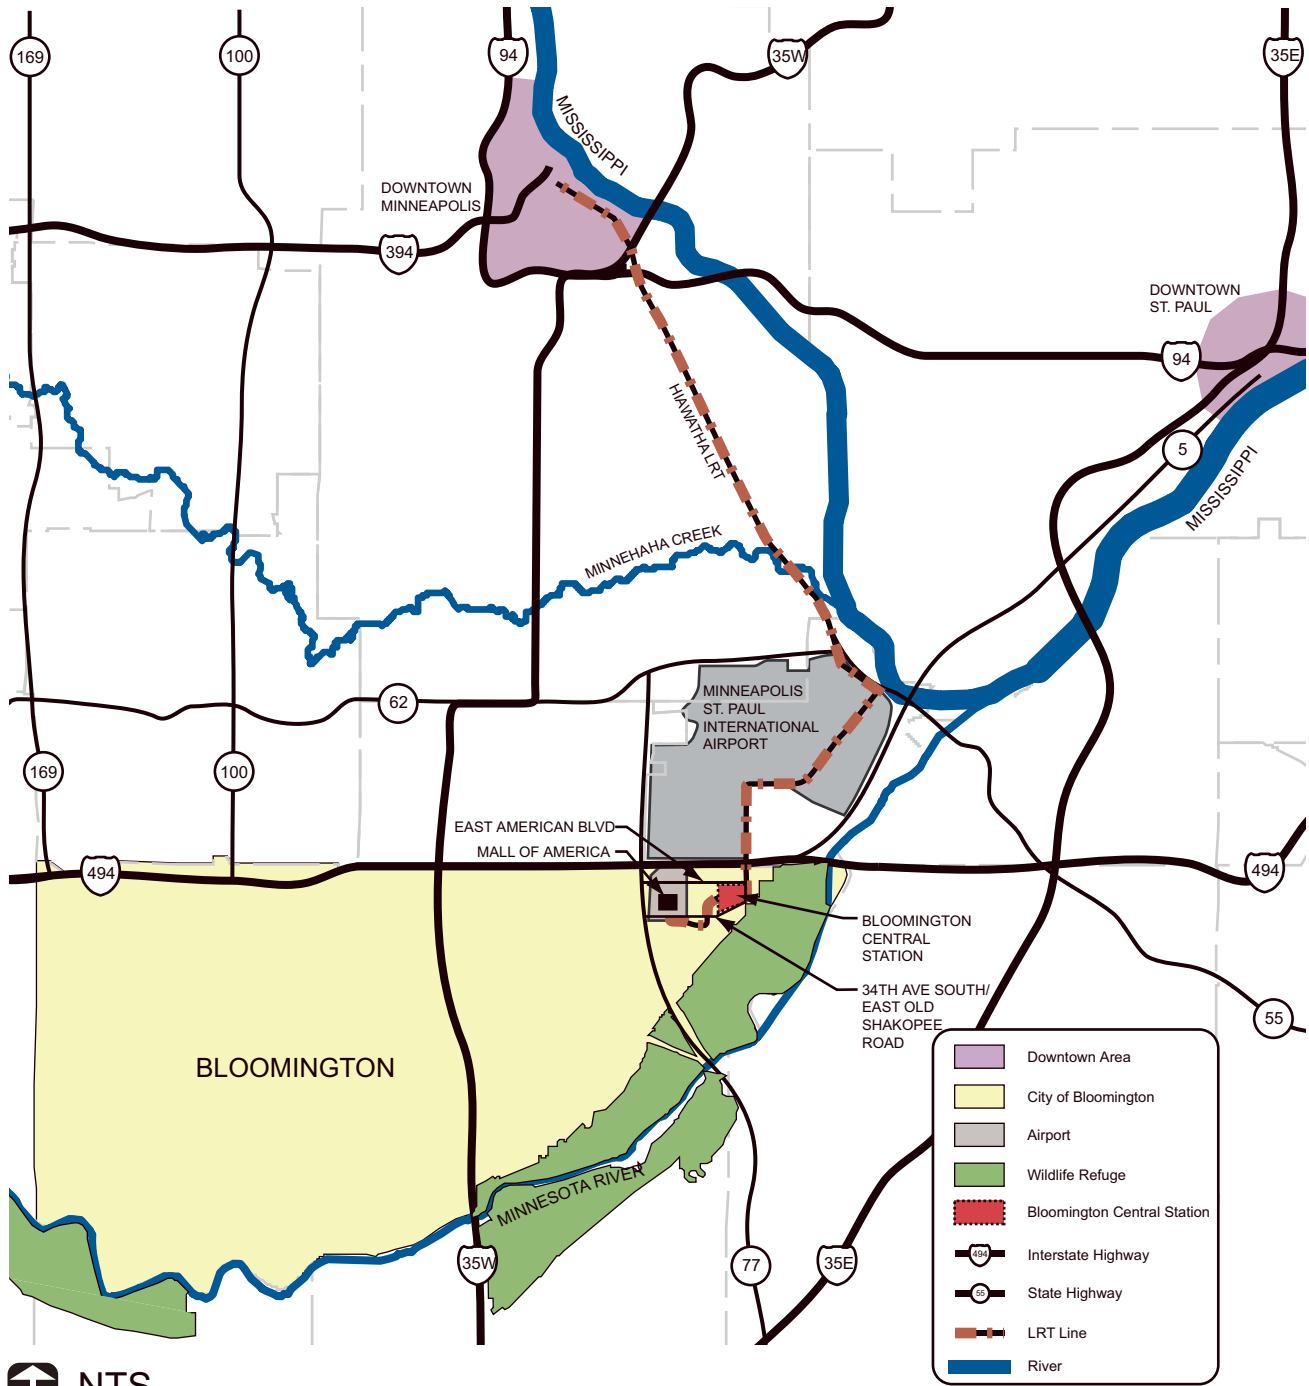 169
100
94
35W
35E
MISSISSIPPI
DOWNTOWN
MINNEAPOLIS
394
DOWNTOWN
ST. PAUL
94
HIAWATHA LRT
5
MISSISSIPPI
MINNEHAHA CREEK
62
MINNEAPOLIS
ST. PAUL
INTERNATIONAL
AIRPORT
169
100
EAST AMERICAN BLVD
MALL OF AMERICA
494
494
BLOOMINGTON
CENTRAL
STATION
34TH AVE SOUTH/
EAST OLD
SHAKOPEE
ROAD
55
BLOOMINGTON
MINNESOTA RIVER
35W
77
35E
Downtown Area
City of Bloomington
Airport
Wildlife Refuge
Bloomington Central Station
494
Interstate Highway
55
State Highway
LRT Line
River
NTS